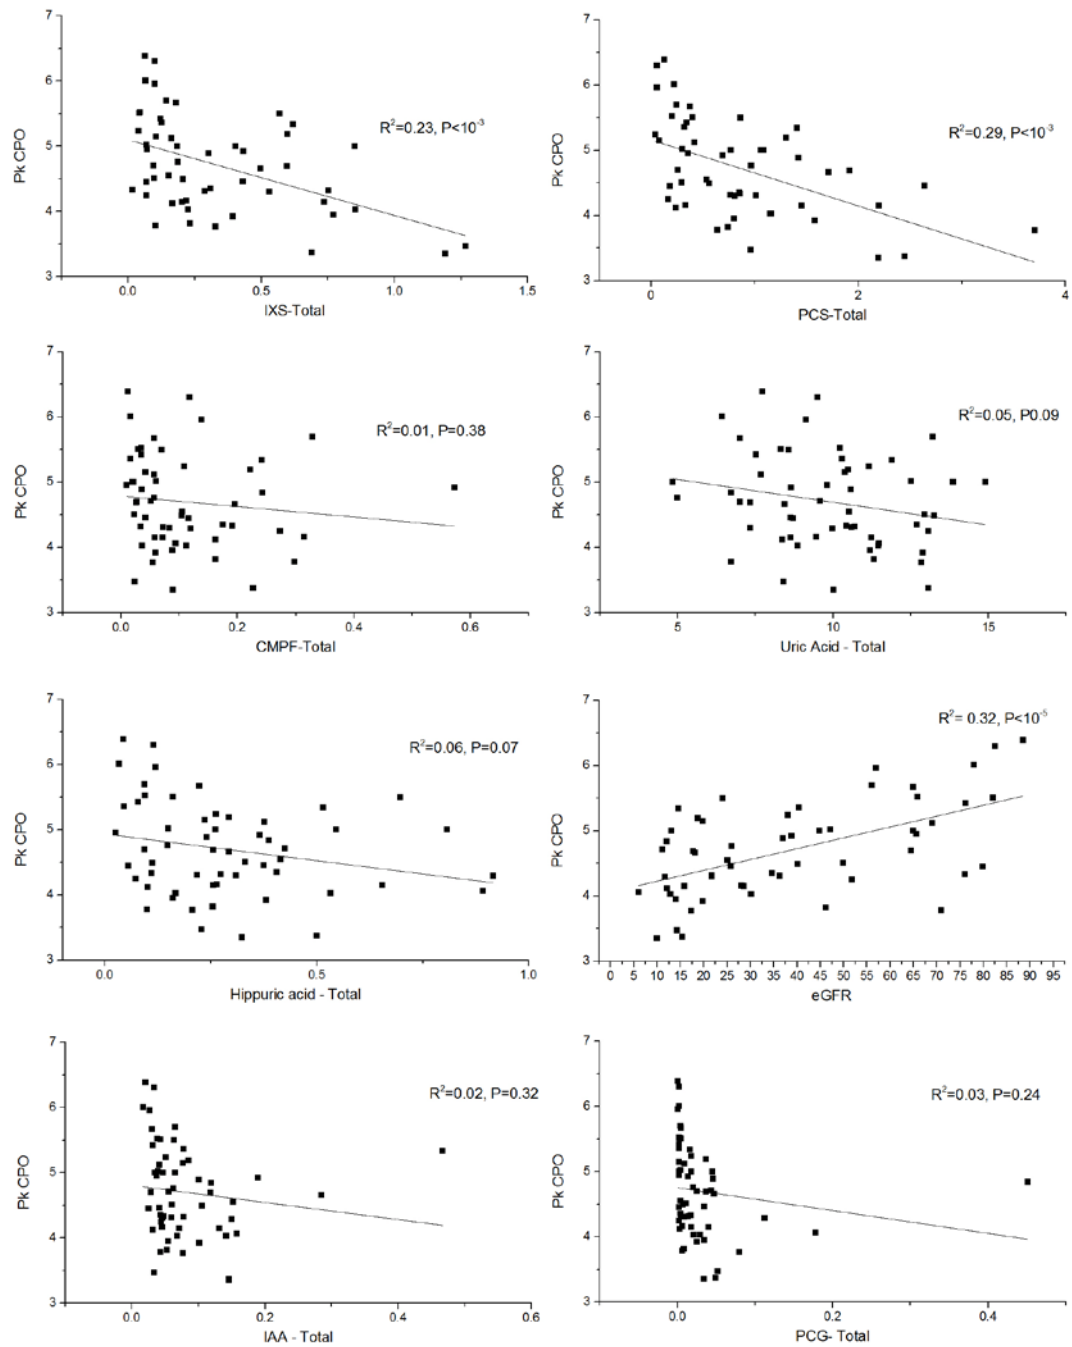 7
6
5
4
3
Pk CPO
R²=0.23, P<10⁻³
0.0 0.5 1.0 1.5
IXS-Total
7
6
5
4
3
Pk CPO
R²=0.29, P<10⁻³
0 2 4
PCS-Total
7
6
5
4
3
Pk CPO
R²=0.01, P=0.38
0.0 0.2 0.4 0.6
CMPF-Total
7
6
5
4
3
Pk CPO
R²=0.05, P0.09
5 10 15
Uric Acid - Total
7
6
5
4
3
Pk CPO
R²=0.06, P=0.07
0.0 0.5 1.0
Hippuric acid - Total
7
6
5
4
3
Pk CPO
R²= 0.32, P<10⁻⁵
0 5 10 15 20 25 30 35 40 45 50 55 60 65 70 75 80 85 90 95
eGFR
7
6
5
4
3
Pk CPO
R²=0.02, P=0.32
0.0 0.2 0.4 0.6
IAA - Total
7
6
5
4
3
Pk CPO
R²=0.03, P=0.24
0.0 0.2 0.4
PCG- Total